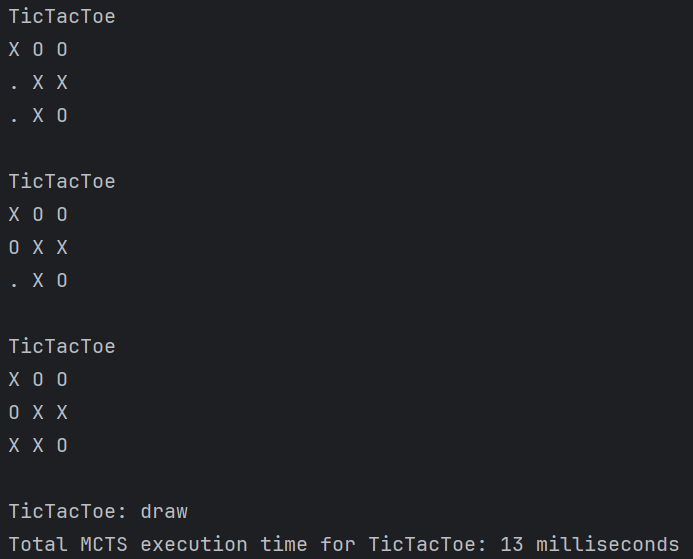 TicTacToe
X O O
. X X
. X O
TicTacToe
X O O
O X X
. X O
TicTacToe
X O O
O X X
X X O
TicTacToe: draw
Total MCTS execution time for TicTacToe: 13 milliseconds